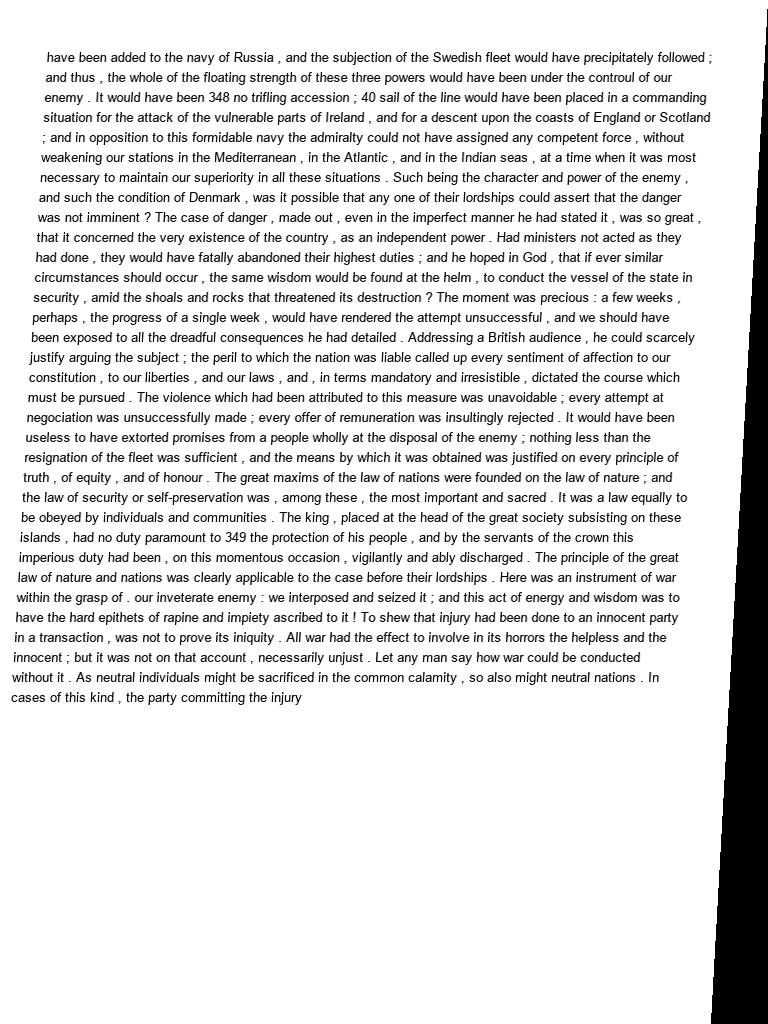 have been added to the navy of Russia , and the subjection of the Swedish fleet would have precipitately followed ;
and thus , the whole of the floating strength of these three powers would have been under the controul of our
enemy . It would have been 348 no trifling accession ; 40 sail of the line would have been placed in a commanding
situation for the attack of the vulnerable parts of Ireland , and for a descent upon the coasts of England or Scotland
; and in opposition to this formidable navy the admiralty could not have assigned any competent force , without
weakening our stations in the Mediterranean , in the Atlantic , and in the Indian seas , at a time when it was most
necessary to maintain our superiority in all these situations . Such being the character and power of the enemy ,
and such the condition of Denmark , was it possible that any one of their lordships could assert that the danger
was not imminent ? The case of danger , made out , even in the imperfect manner he had stated it , was so great ,
that it concerned the very existence of the country , as an independent power . Had ministers not acted as they
had done , they would have fatally abandoned their highest duties ; and he hoped in God , that if ever similar
circumstances should occur , the same wisdom would be found at the helm , to conduct the vessel of the state in
security , amid the shoals and rocks that threatened its destruction ? The moment was precious : a few weeks ,
perhaps , the progress of a single week , would have rendered the attempt unsuccessful , and we should have
been exposed to all the dreadful consequences he had detailed . Addressing a British audience , he could scarcely
justify arguing the subject ; the peril to which the nation was liable called up every sentiment of affection to our
constitution , to our liberties , and our laws , and , in terms mandatory and irresistible , dictated the course which
must be pursued . The violence which had been attributed to this measure was unavoidable ; every attempt at
negociation was unsuccessfully made ; every offer of remuneration was insultingly rejected . It would have been
useless to have extorted promises from a people wholly at the disposal of the enemy ; nothing less than the
resignation of the fleet was sufficient , and the means by which it was obtained was justified on every principle of
truth , of equity , and of honour . The great maxims of the law of nations were founded on the law of nature ; and
the law of security or self-preservation was , among these , the most important and sacred . It was a law equally to
be obeyed by individuals and communities . The king , placed at the head of the great society subsisting on these
islands , had no duty paramount to 349 the protection of his people , and by the servants of the crown this
imperious duty had been , on this momentous occasion , vigilantly and ably discharged . The principle of the great
law of nature and nations was clearly applicable to the case before their lordships . Here was an instrument of war
within the grasp of . our inveterate enemy : we interposed and seized it ; and this act of energy and wisdom was to
have the hard epithets of rapine and impiety ascribed to it ! To shew that injury had been done to an innocent party
in a transaction , was not to prove its iniquity . All war had the effect to involve in its horrors the helpless and the
innocent ; but it was not on that account , necessarily unjust . Let any man say how war could be conducted
without it . As neutral individuals might be sacrificed in the common calamity , so also might neutral nations . In
cases of this kind , the party committing the injury